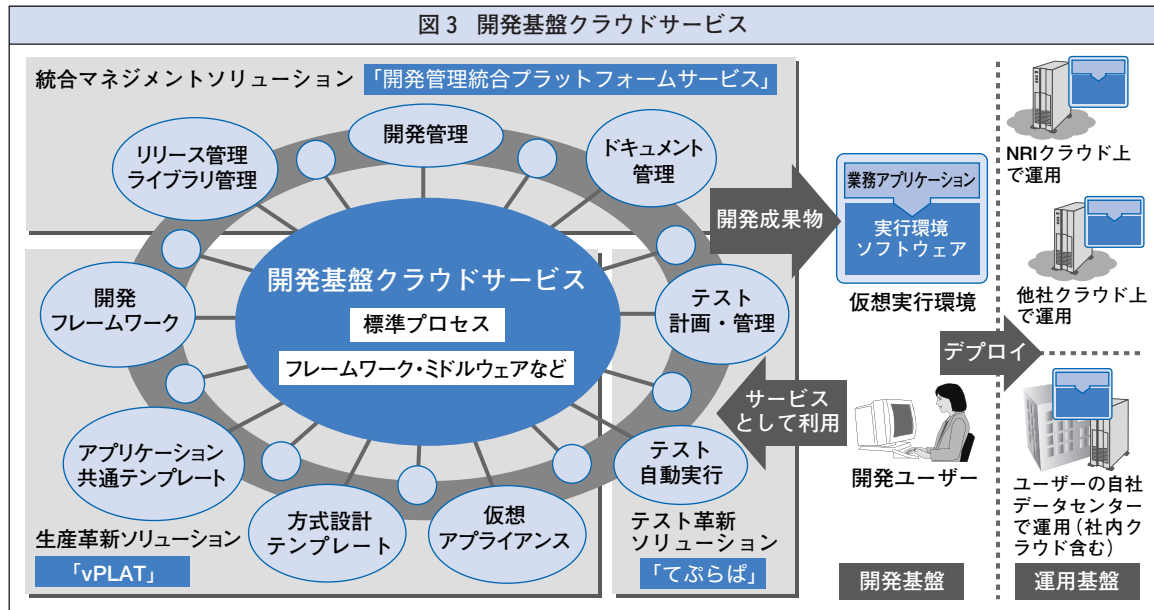 図3 開発基盤クラウドサービス
統合マネジメントソリューション
「開発管理統合プラットフォームサービス」
開発管理
リリース管理
ライブラリ管理
ドキュメント
管理
開発
フレームワーク
開発基盤クラウドサービス
標準プロセス
フレームワーク・ミドルウェアなど
テスト
計画・管理
アプリケーション
共通テンプレート
方式設計
テンプレート
仮想
アプライアンス
テスト
自動実行
生産革新ソリューション
「vPLAT」
テスト革新
ソリューション
「てぷらぱ」
開発成果物
業務アプリケーション
実行環境
ソフトウェア
仮想実行環境
サービス
として利用
開発ユーザー
デプロイ
NRIクラウド上
で運用
他社クラウド上
で運用
ユーザーの自社
データセンター
で運用（社内ク
ラウド含む）
開発基盤
運用基盤